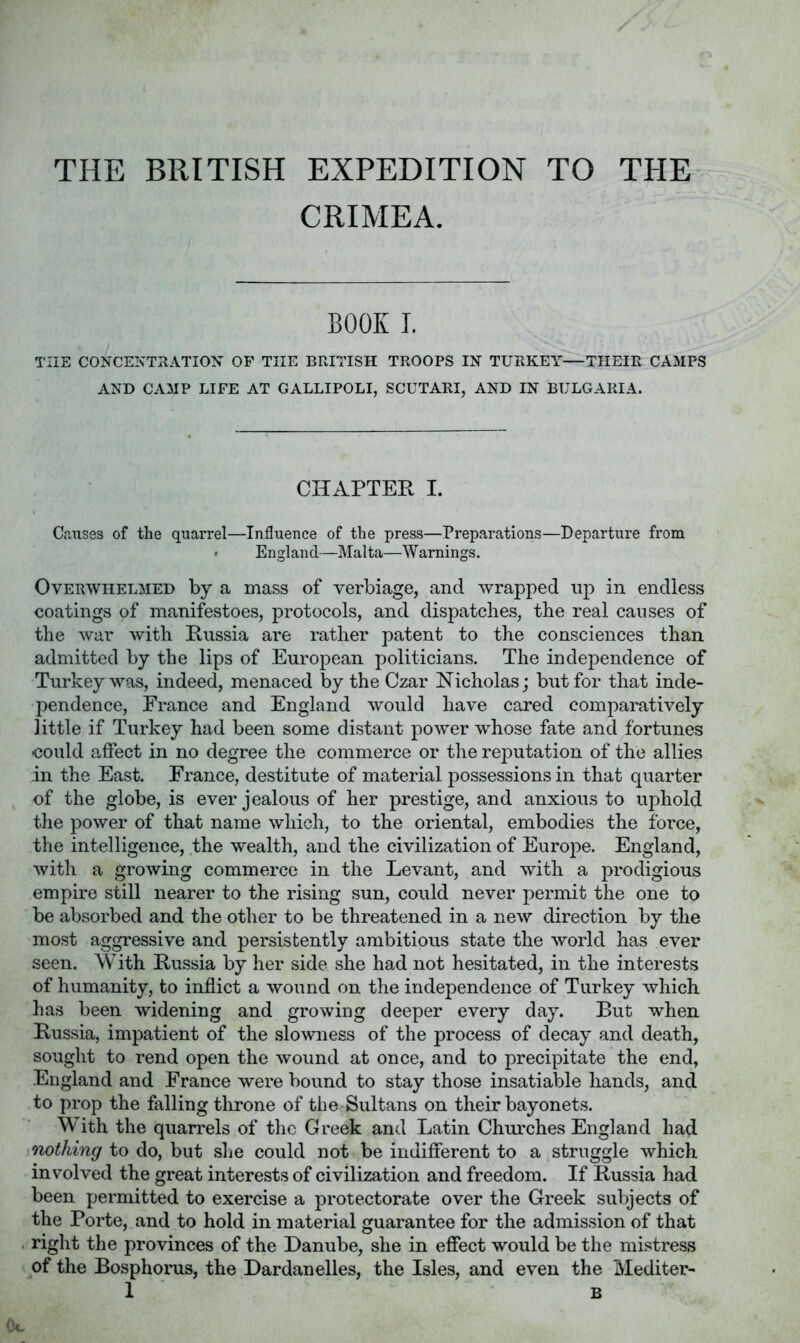 THE BRITISH EXPEDITION TO THE
CRIMEA.
BOOK I.
THE CONCENTRATION OF THE BRITISH TROOPS IN TURKEY—THEIR CAMPS
AND CAMP LIFE AT GALLIPOLI, SCUTARI, AND IN BULGARIA.
CHAPTER I.
Causes of the quarrel—Influence of the press—Preparations—Departure from
England—Malta—Warnings.
Overwhelmed by a mass of verbiage, and wrapped up in endless
coatings of manifestoes, protocols, and dispatches, the real causes of
the war with Russia are rather patent to the consciences than
admitted by the lips of European politicians. The independence of
Turkey was, indeed, menaced by the Czar Nicholas; but for that inde-
pendence, France and England would have cared comparatively
little if Turkey had been some distant power whose fate and fortunes
could affect in no degree the commerce or the reputation of the allies
in the East. France, destitute of material possessions in that quarter
of the globe, is ever jealous of her prestige, and anxious to uphold
the power of that name which, to the oriental, embodies the force,
the intelligence, the wealth, and the civilization of Europe. England,
with a growing commerce in the Levant, and with a prodigious
empire still nearer to the rising sun, could never permit the one to
be absorbed and the other to be threatened in a new direction by the
most aggressive and persistently ambitious state the world has ever
seen. With Russia by her side she had not hesitated, in the interests
of humanity, to inflict a wound on the independence of Turkey which
has been widening and growing deeper every day. But when
Russia, impatient of the slowness of the process of decay and death,
sought to rend open the wound at once, and to precipitate the end,
England and France were bound to stay those insatiable hands, and
to prop the falling throne of the Sultans on their bayonets.
With the quarrels of the Greek and Latin Churches England had
nothing to do, but she could not be indifferent to a struggle which
involved the great interests of civilization and freedom. If Russia had
been permitted to exercise a protectorate over the Greek subjects of
the Porte, and to hold in material guarantee for the admission of that
right the provinces of the Danube, she in effect would be the mistress
of the Bosphorus, the Dardanelles, the Isles, and even the Mediter-
1 B